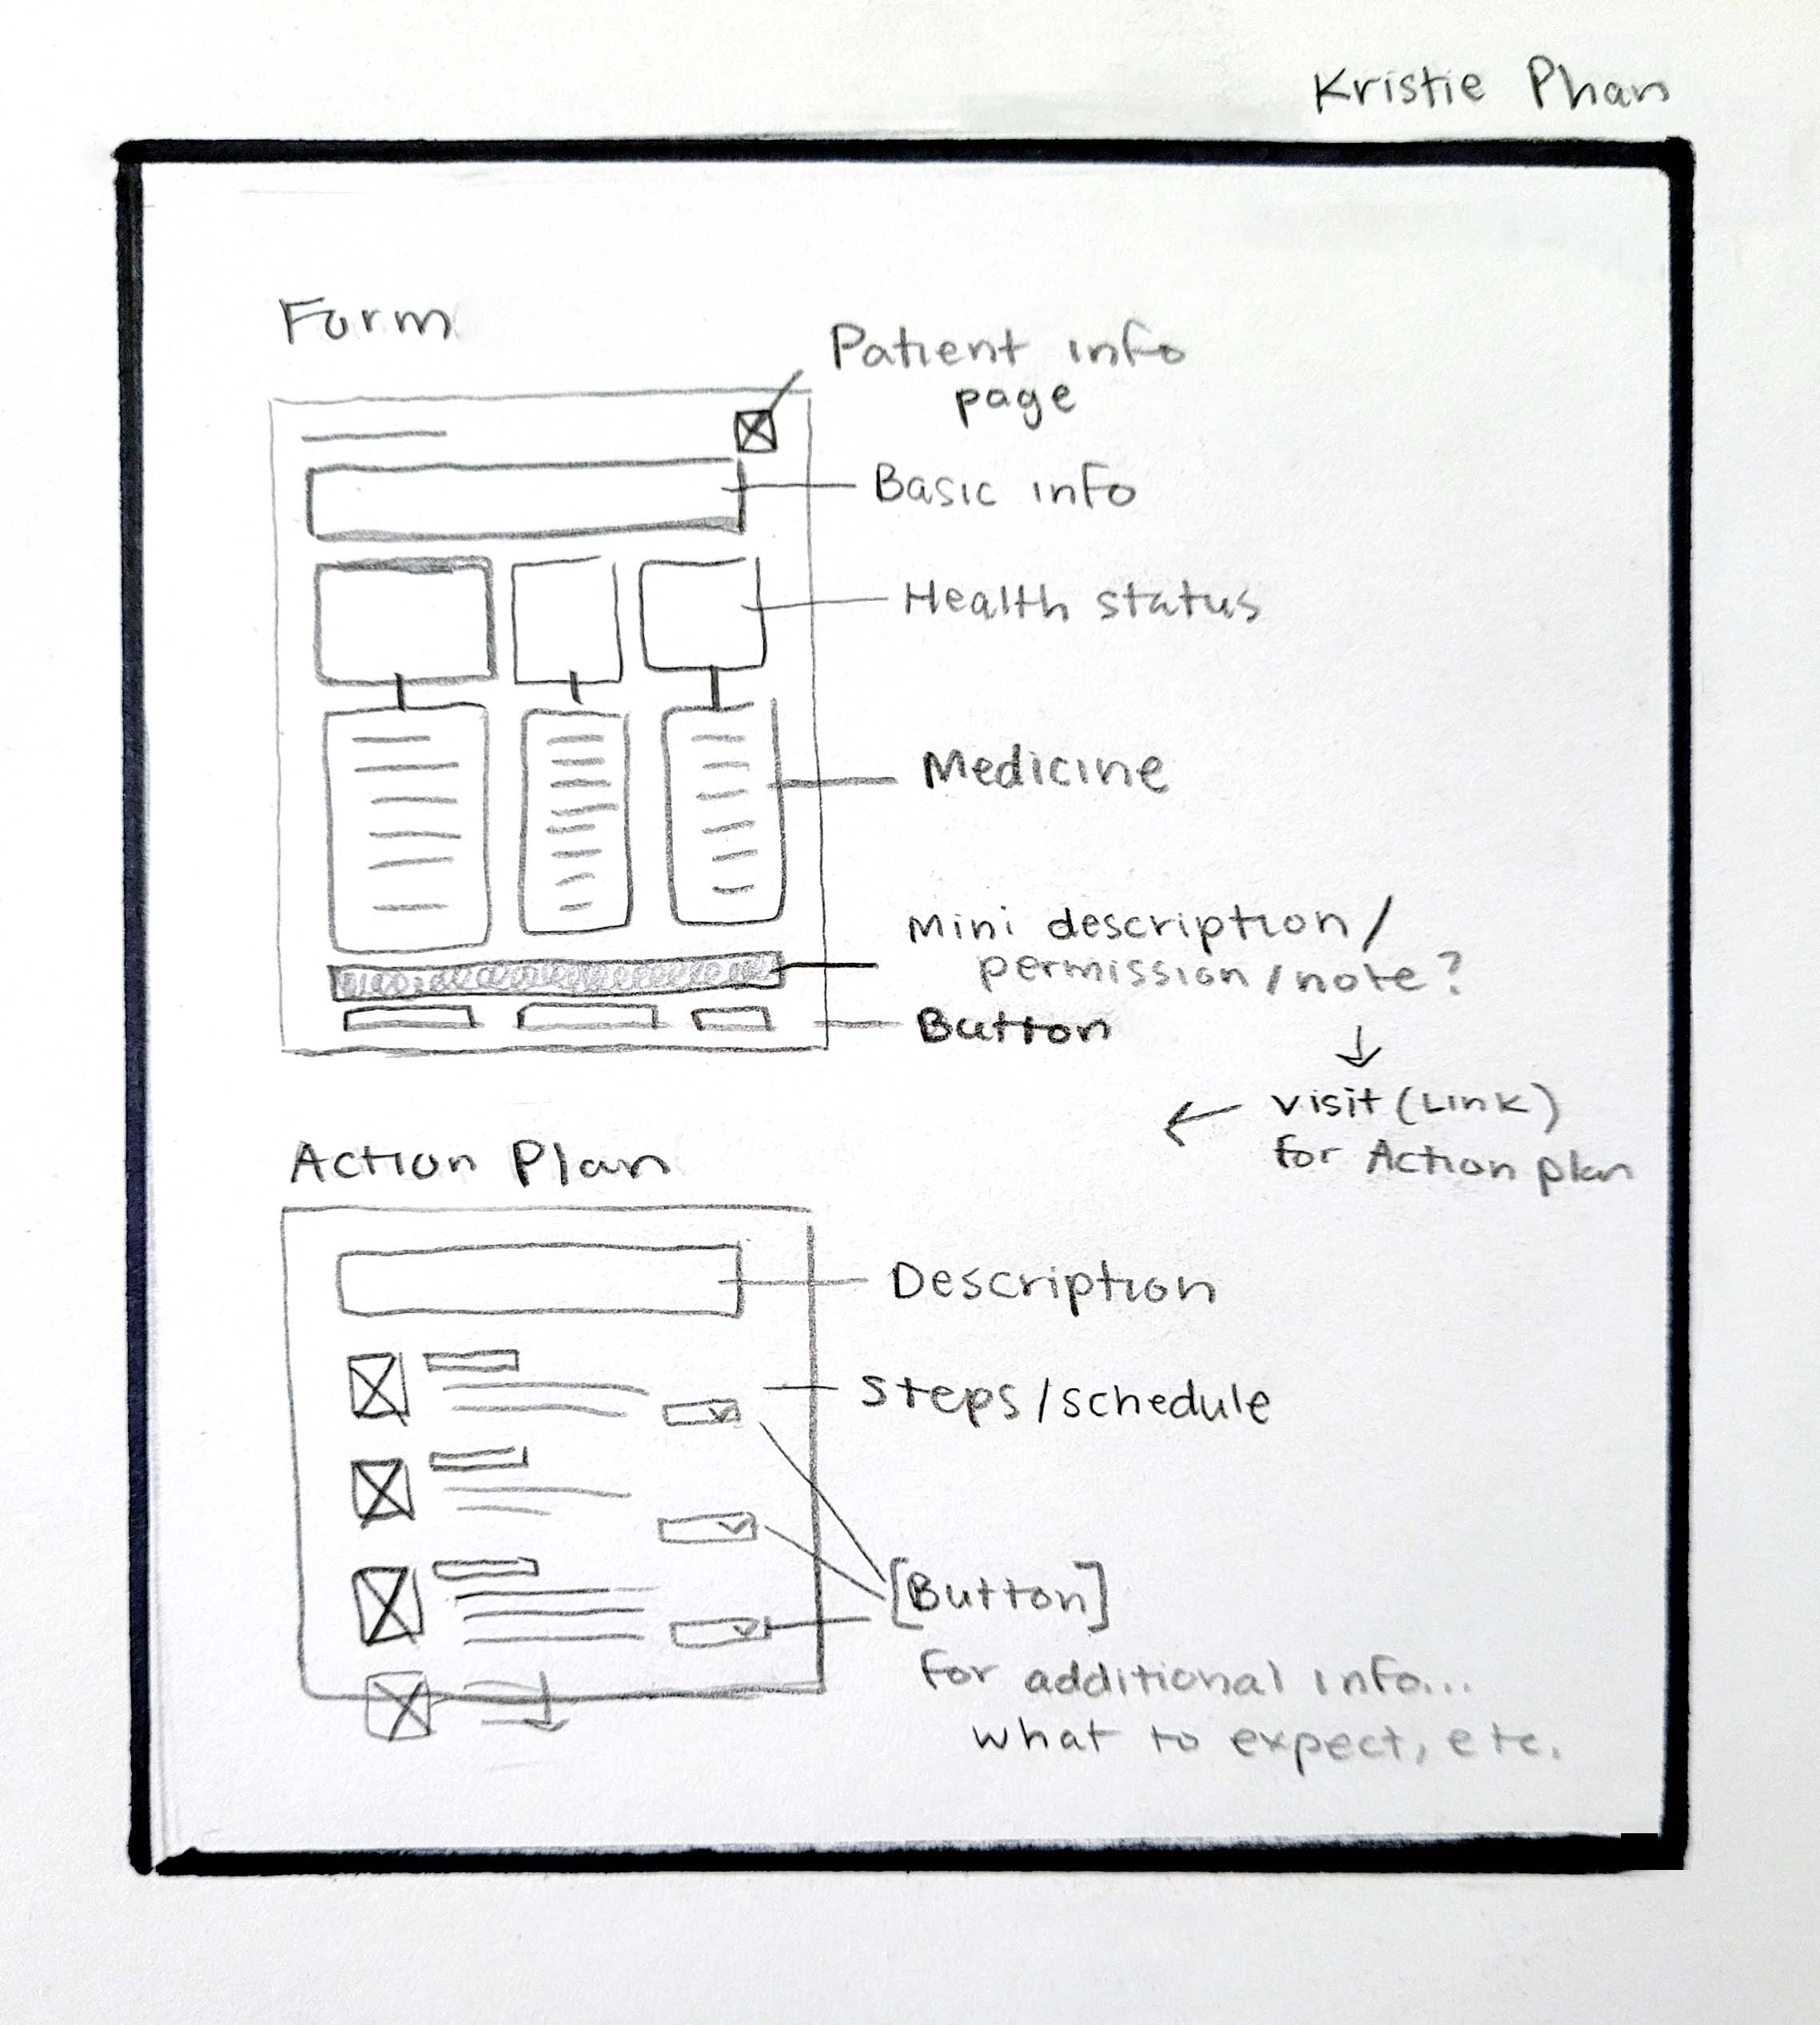 Kristie Phan
Form
Patient info
page
Basic info
Health status
Medicine
Mini description/
permission/note?
Button
↓
← visit (Link)
for Action plan
Action Plan
Description
Steps/schedule
[Button]
for additional info...
what to expect, etc.